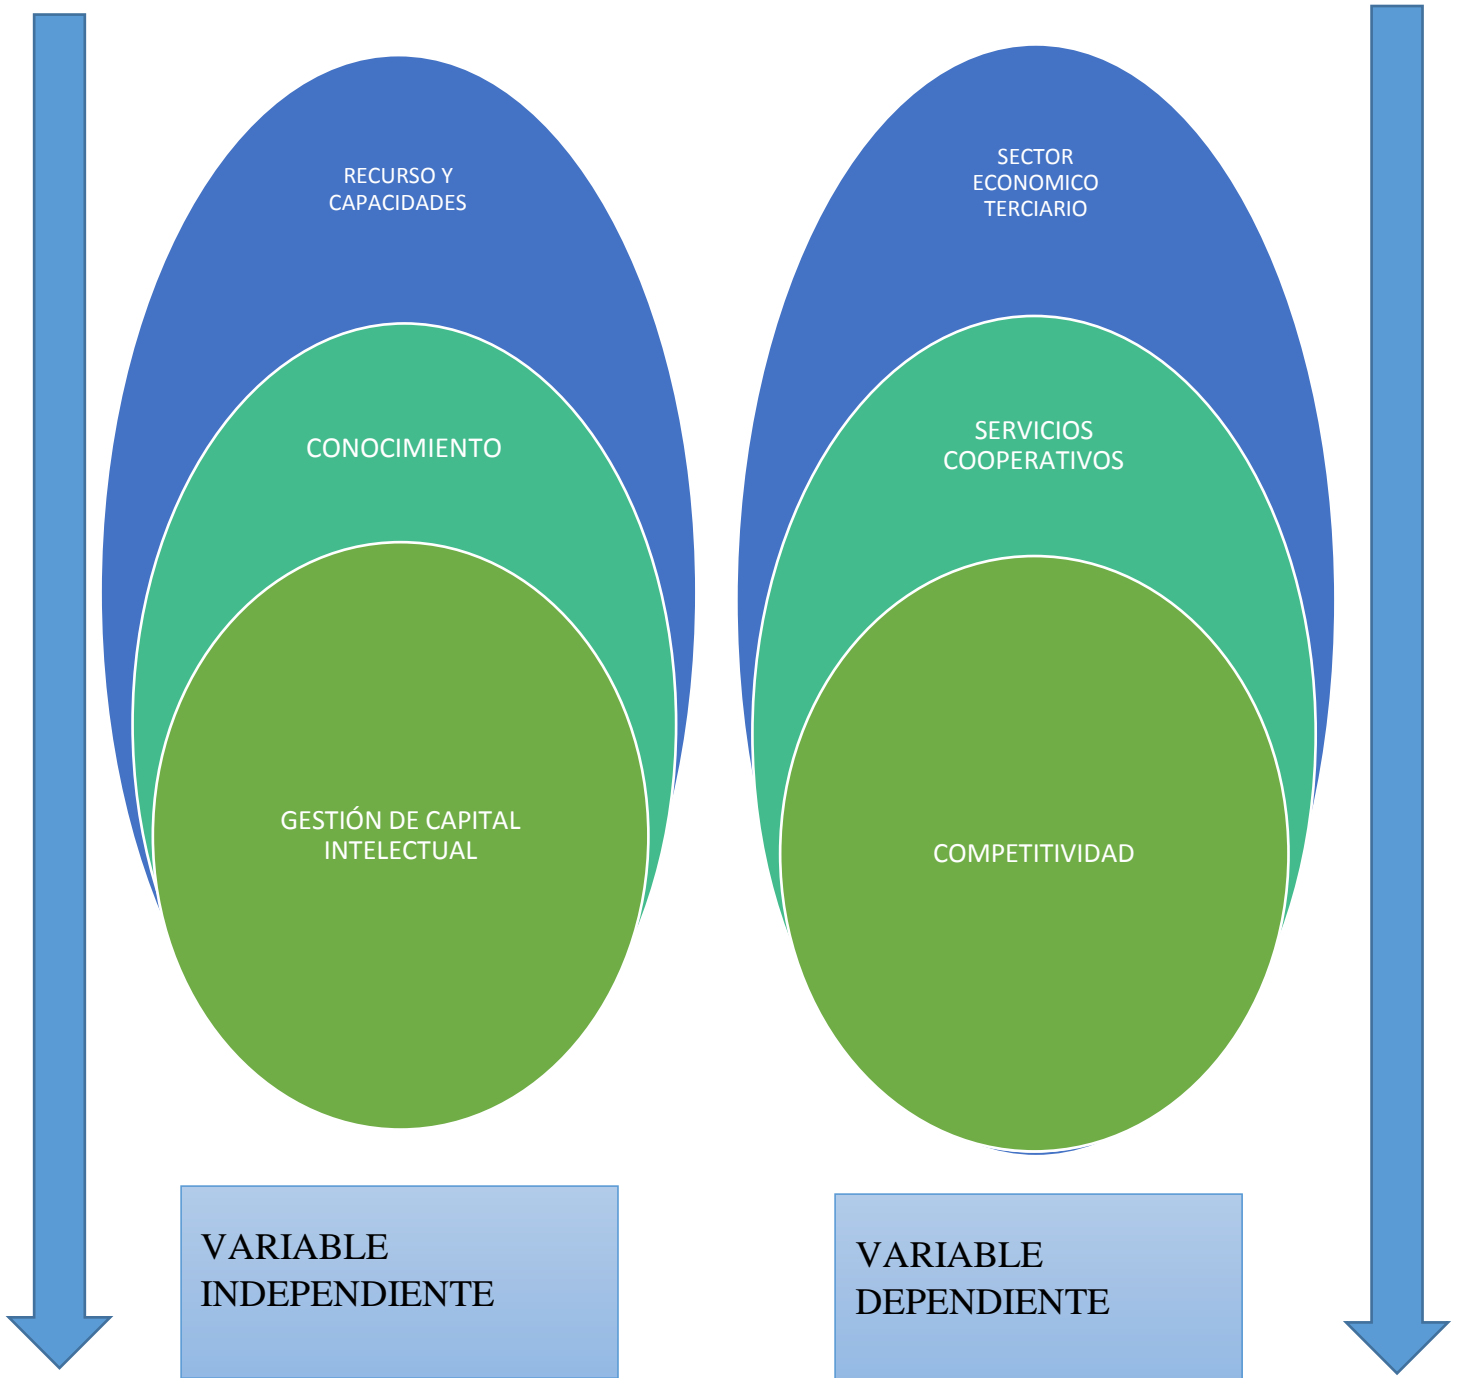 RECURSO Y
CAPACIDADES
CONOCIMIENTO
GESTIÓN DE CAPITAL
INTELECTUAL
VARIABLE
INDEPENDIENTE
SECTOR
ECONOMICO
TERCIARIO
SERVICIOS
COOPERATIVOS
COMPETITIVIDAD
VARIABLE
DEPENDIENTE